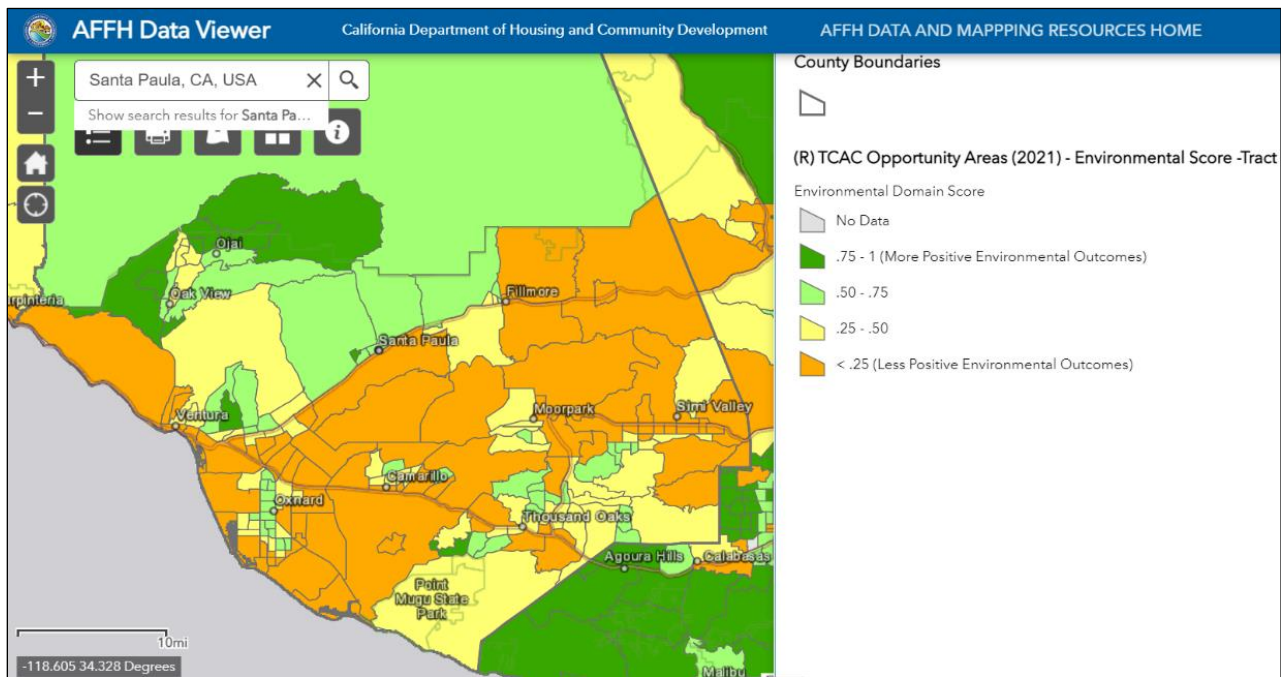 AFFH Data Viewer
California Department of Housing and Community Development
AFFH DATA AND MAPPPING RESOURCES HOME
+
Santa Paula, CA, USA
Show search results for Santa Pa...
−
i
Ojai
Oak View
arpinteria
Fillmore
Santa Paula
Ventura
Moorpark
Simi Valley
Camarillo
Oxnard
Thousand Oaks
Agoura Hills
Calabasas
Point
Mugu State
Park
Malibu
10mi
-118.605 34.328 Degrees
County Boundaries
(R) TCAC Opportunity Areas (2021) - Environmental Score -Tract
Environmental Domain Score
No Data
.75 - 1 (More Positive Environmental Outcomes)
.50 - .75
.25 - .50
< .25 (Less Positive Environmental Outcomes)